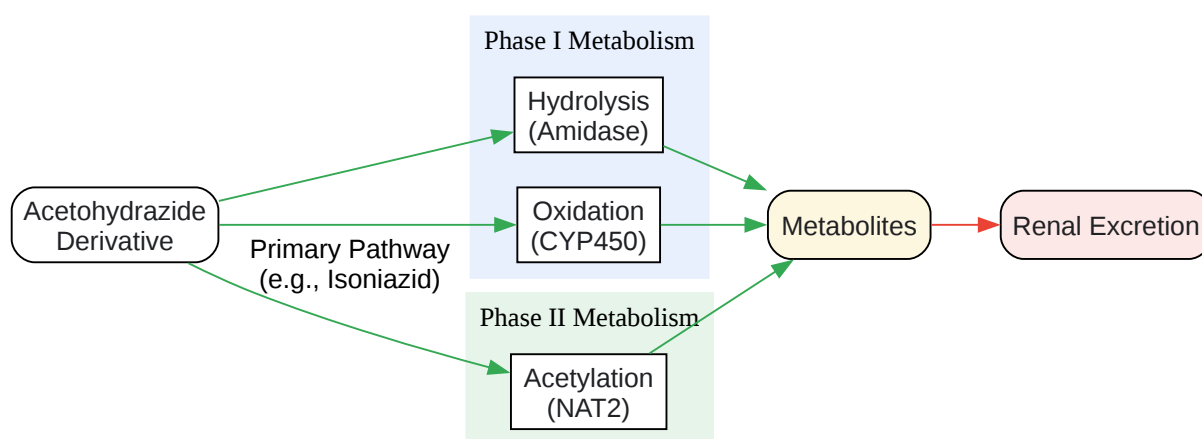 Phase I Metabolism
Hydrolysis
(Amidase)
Acetohydrazide
Derivative
Oxidation
(CYP450)
Metabolites
Renal Excretion
Primary Pathway
(e.g., Isoniazid)
Phase II Metabolism
Acetylation
(NAT2)